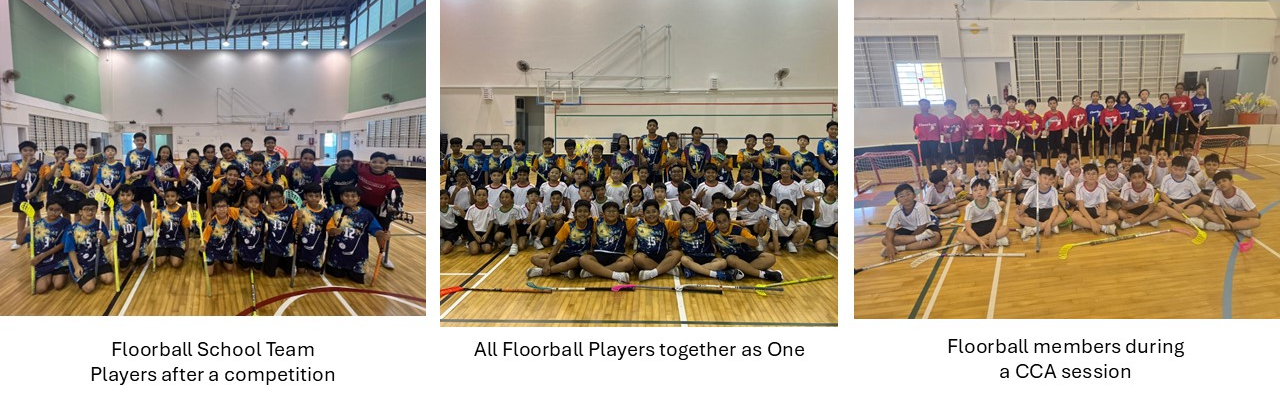 Floorball School Team
Players after a competition
All Floorball Players together as One
Floorball members during
a CCA session